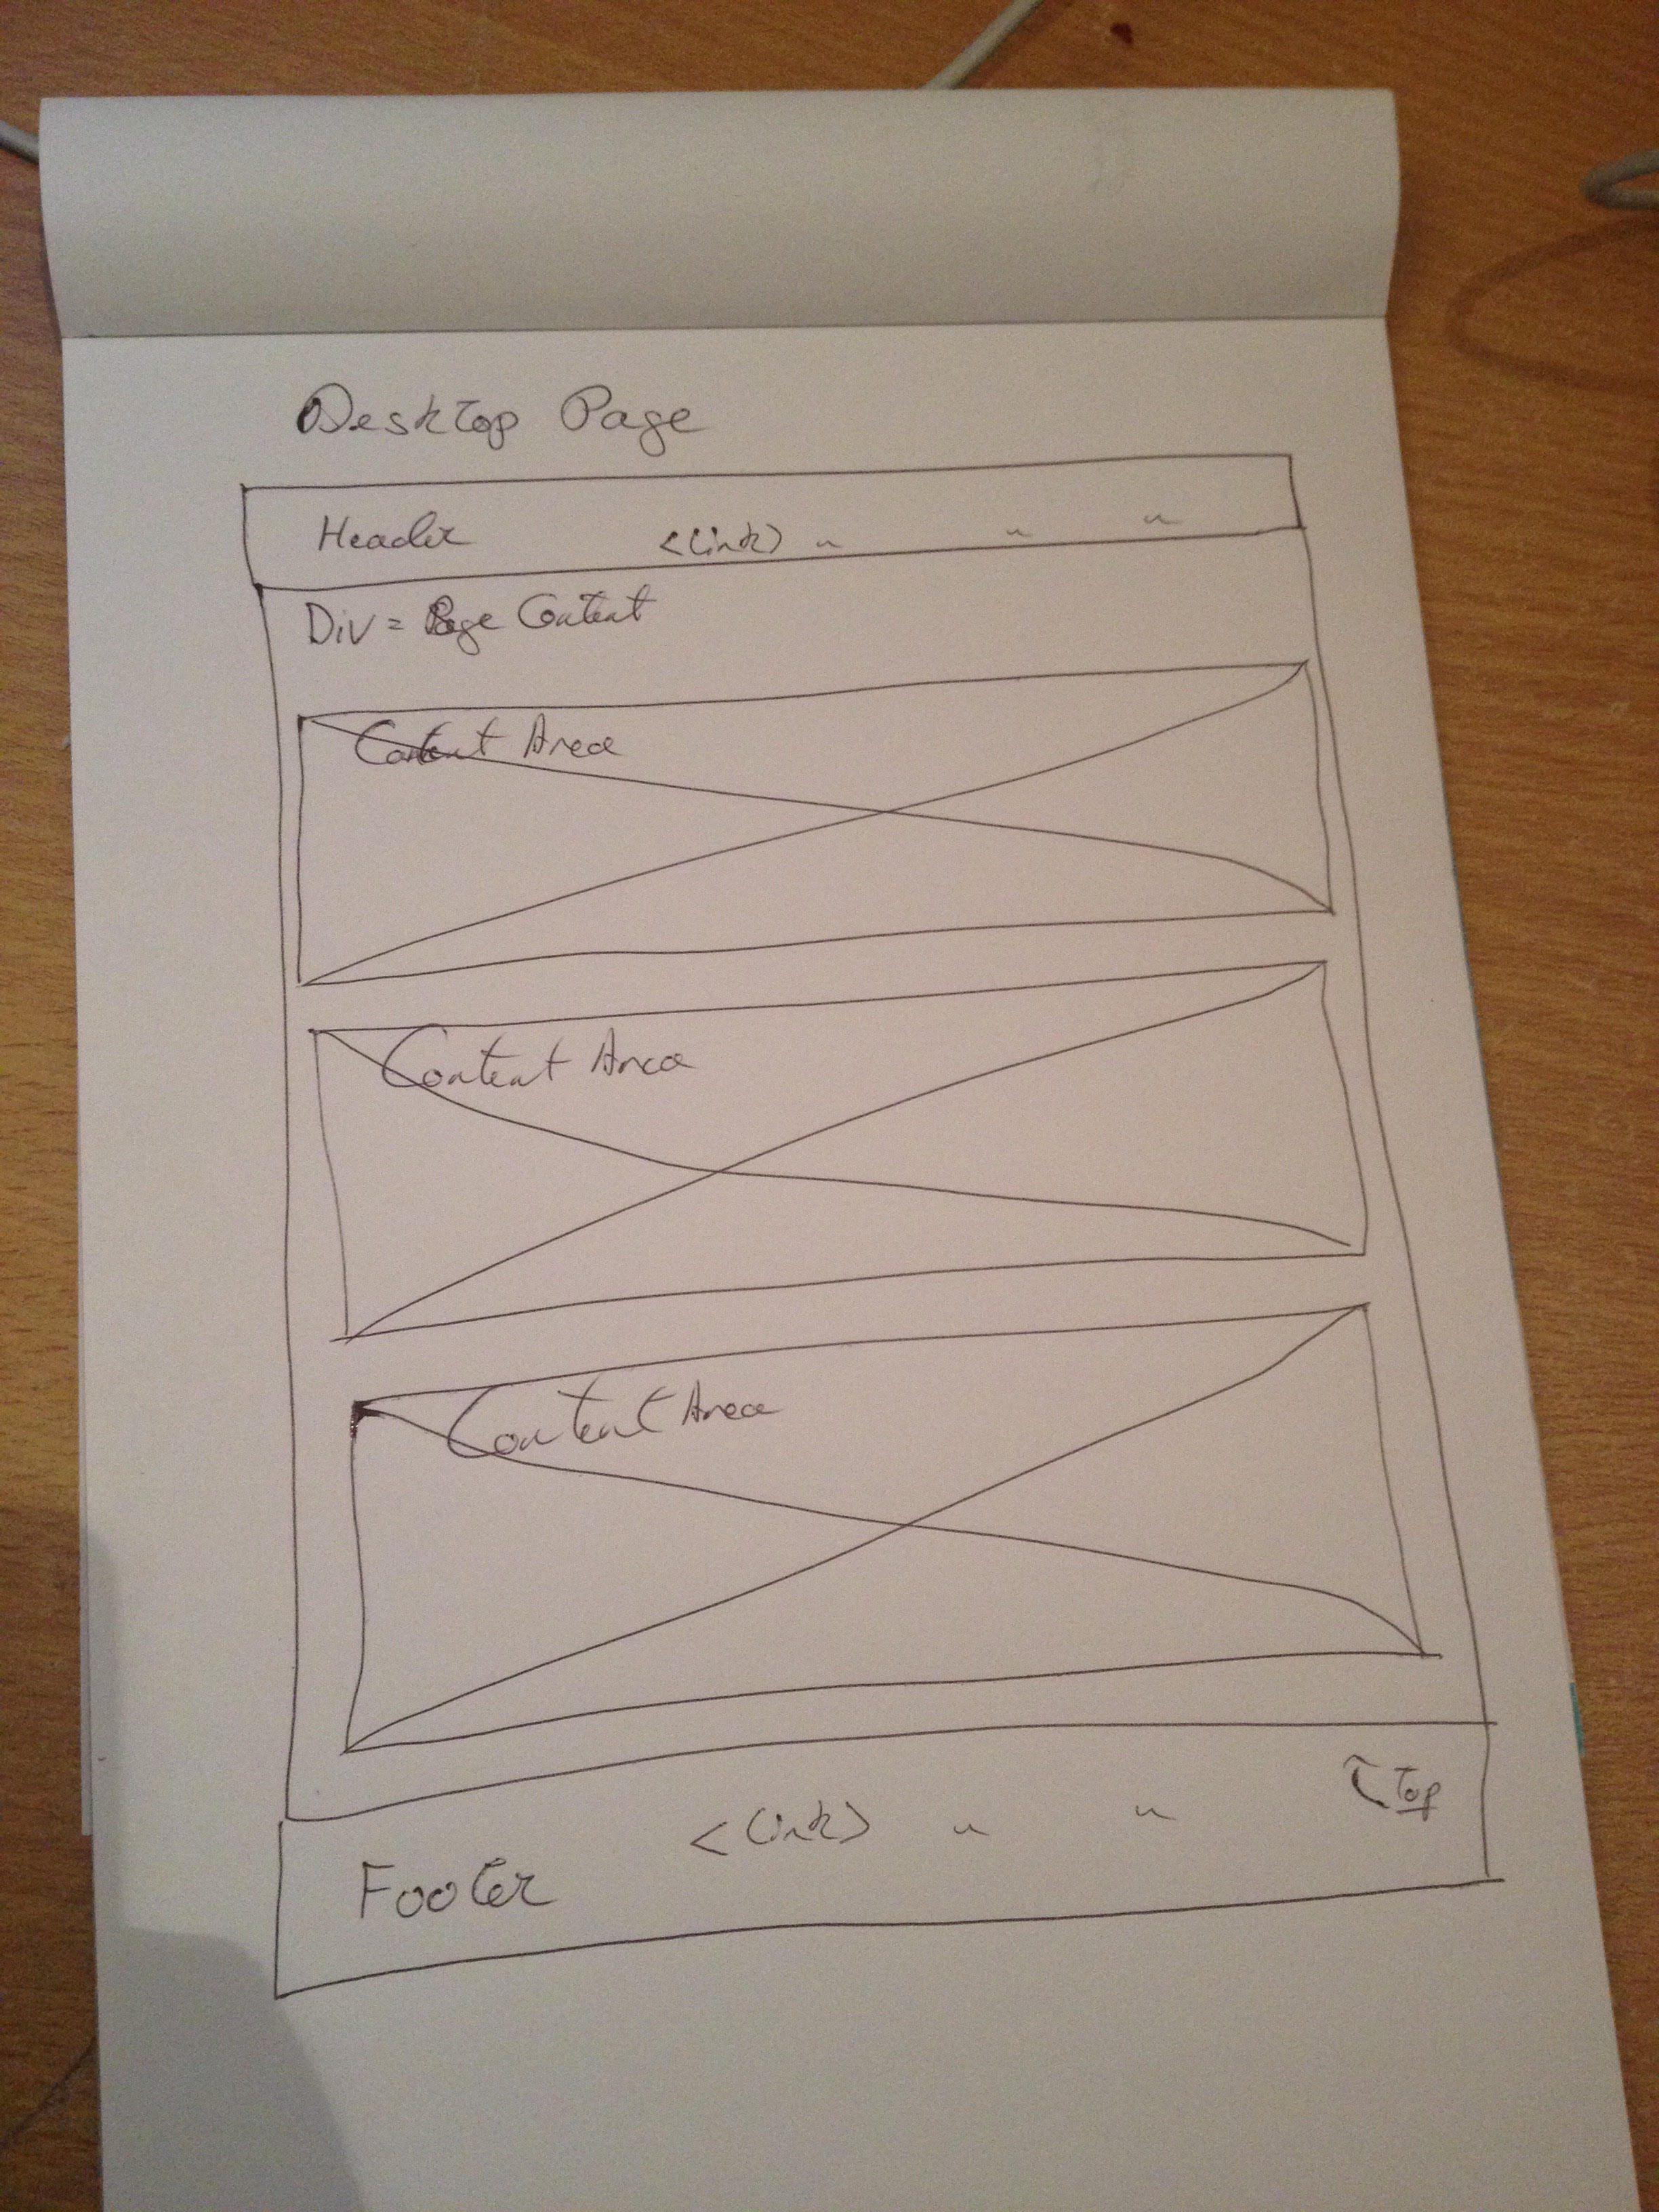 Desktop Page
Header <link> " " "
Div = Page Content
Content Area
Content Area
Content Area
<link> " " Top
Footer